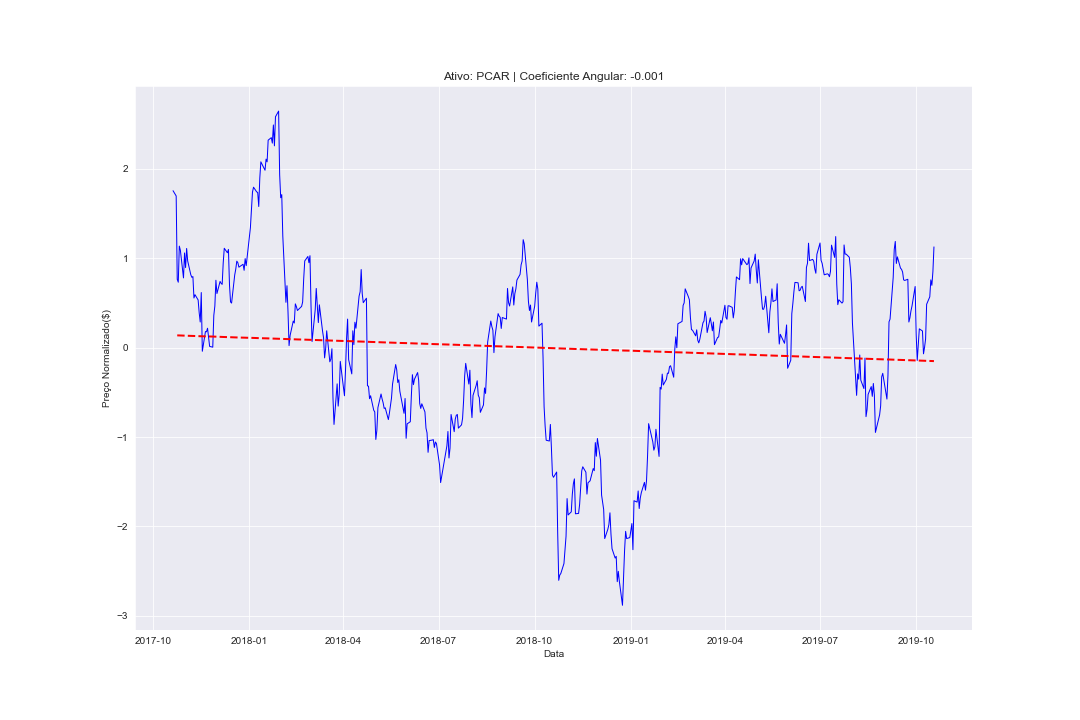 Ativo: PCAR | Coeficiente Angular: -0.001
Preço Normalizado($)
2
1
0
−1
−2
−3
2017-10 2018-01 2018-04 2018-07 2018-10 2019-01 2019-04 2019-07 2019-10
Data